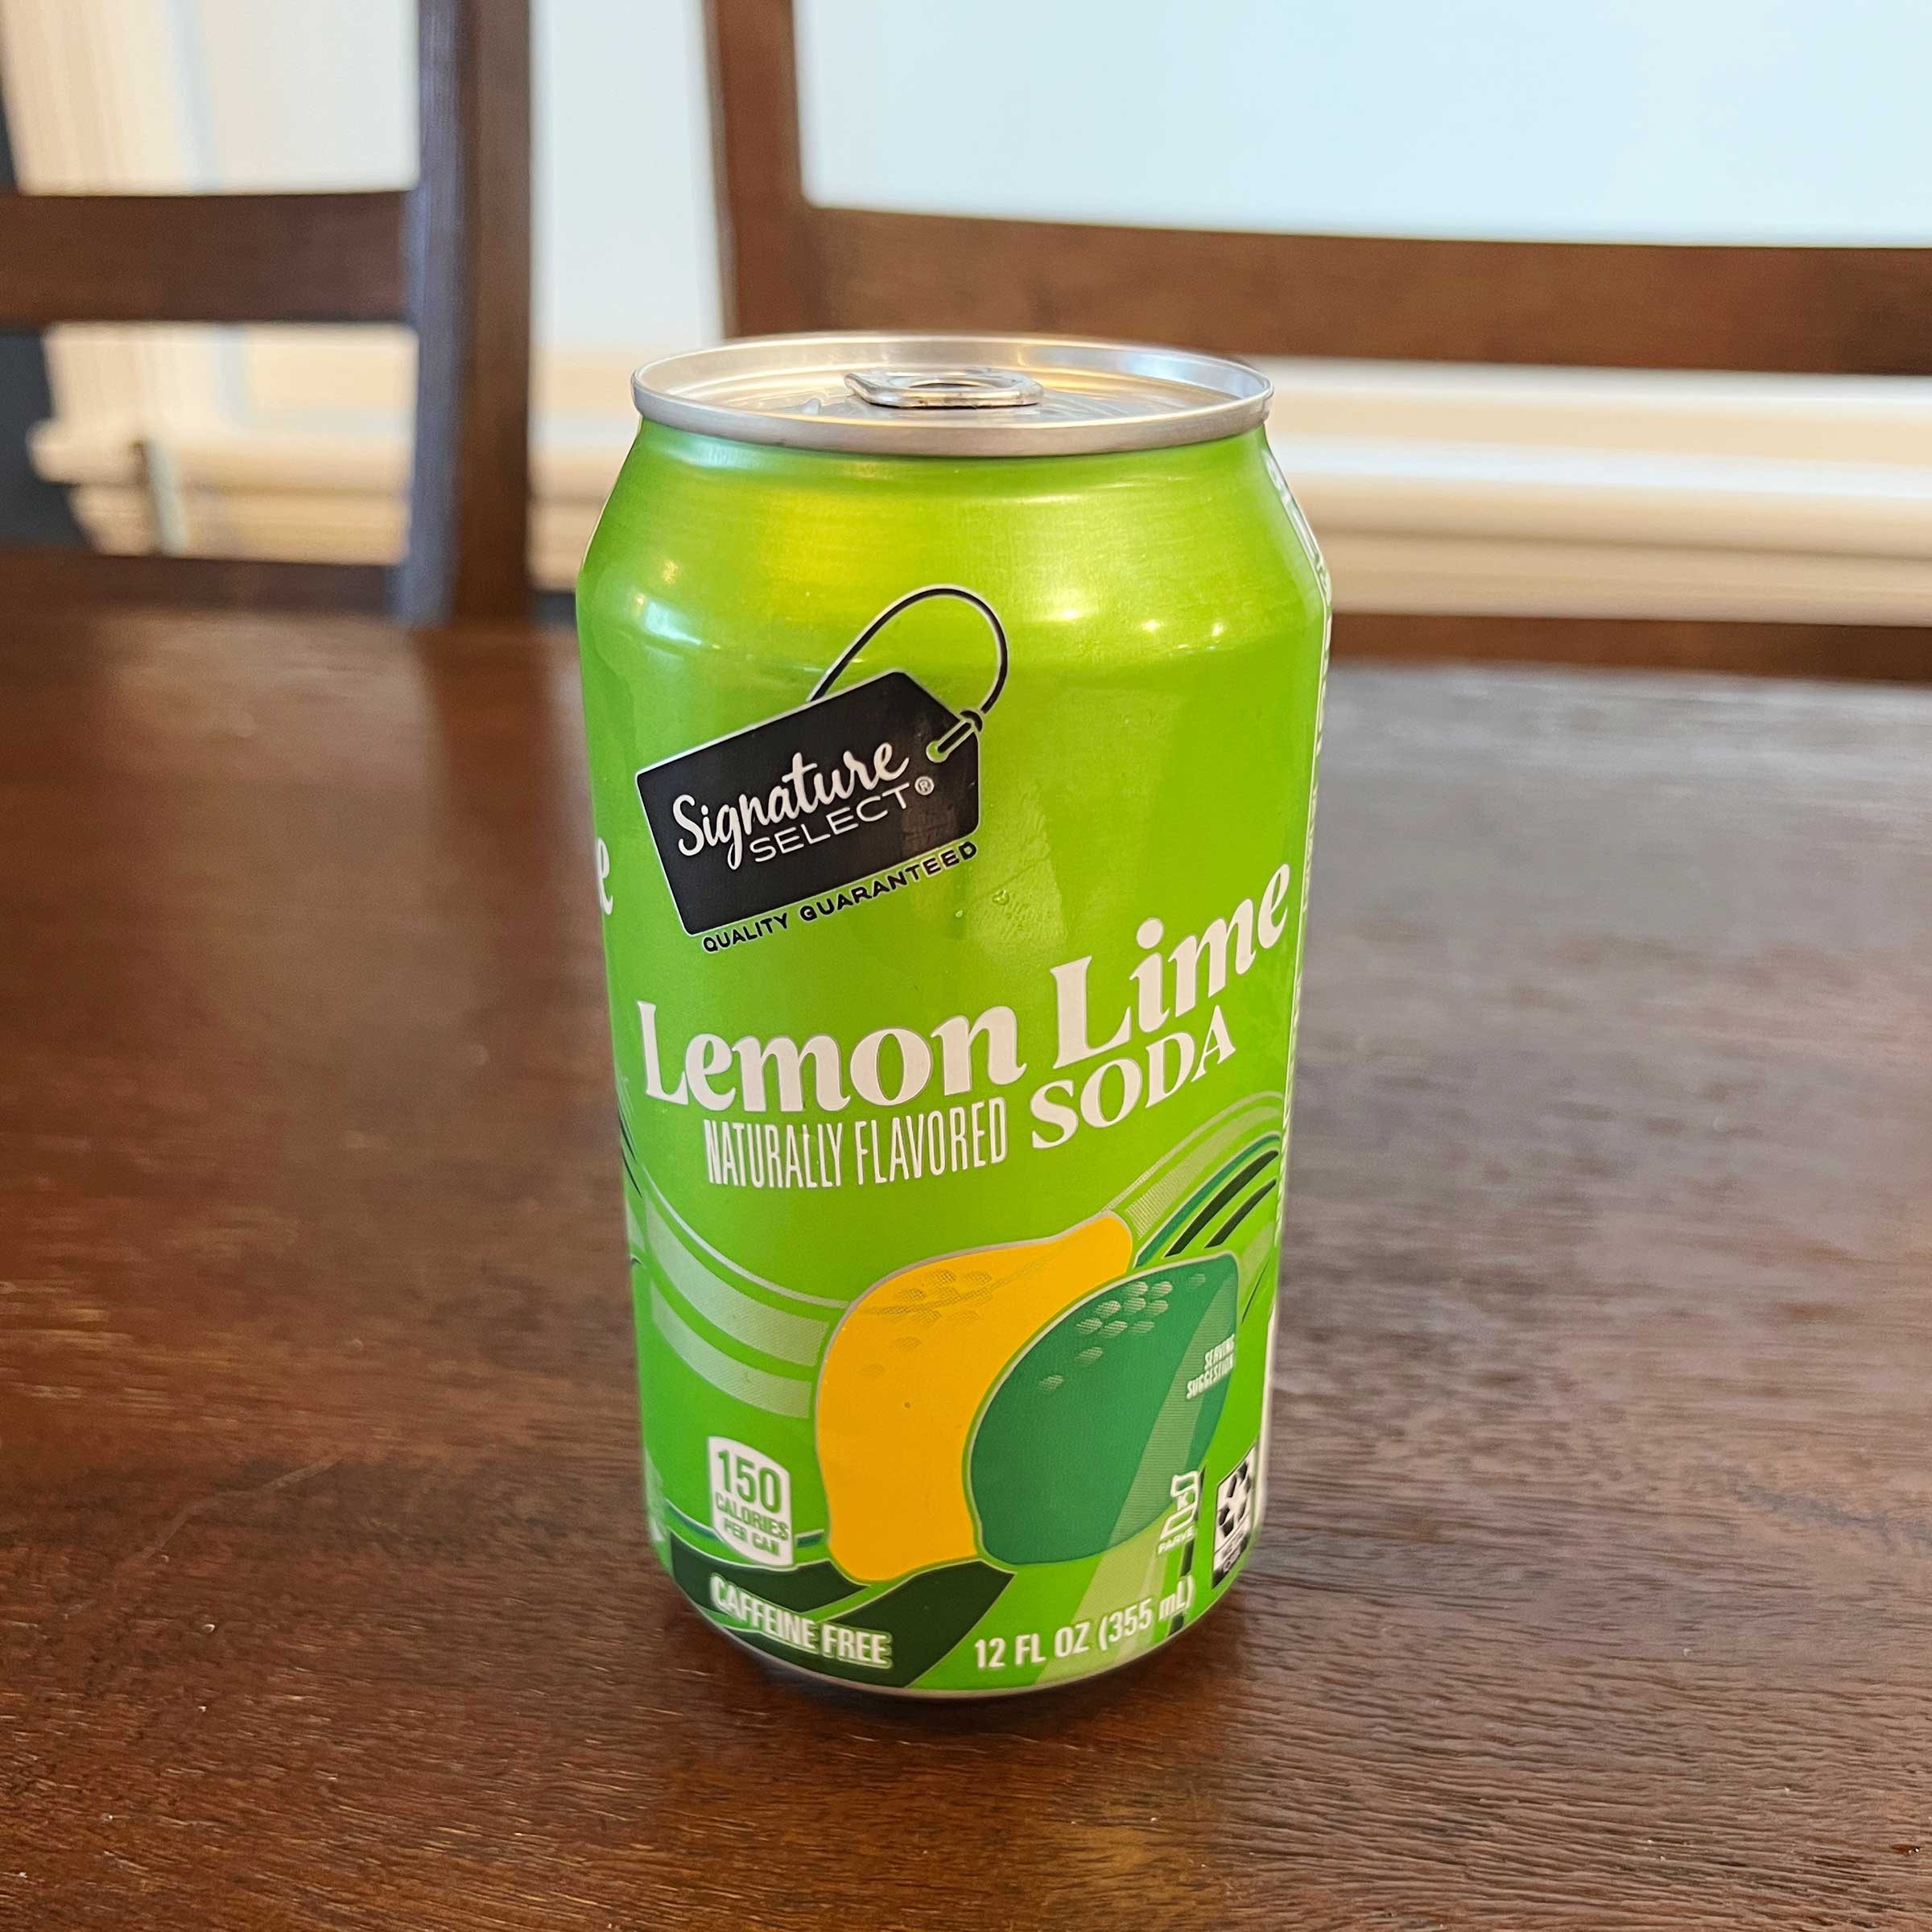 Signature
SELECT®
QUALITY GUARANTEED
e
Lemon Lime
NATURALLY FLAVORED SODA
SERVING
SUGGESTION
150
CALORIES
PER CAN
K
PARVE
CAFFEINE FREE
12 FL OZ (355 mL)